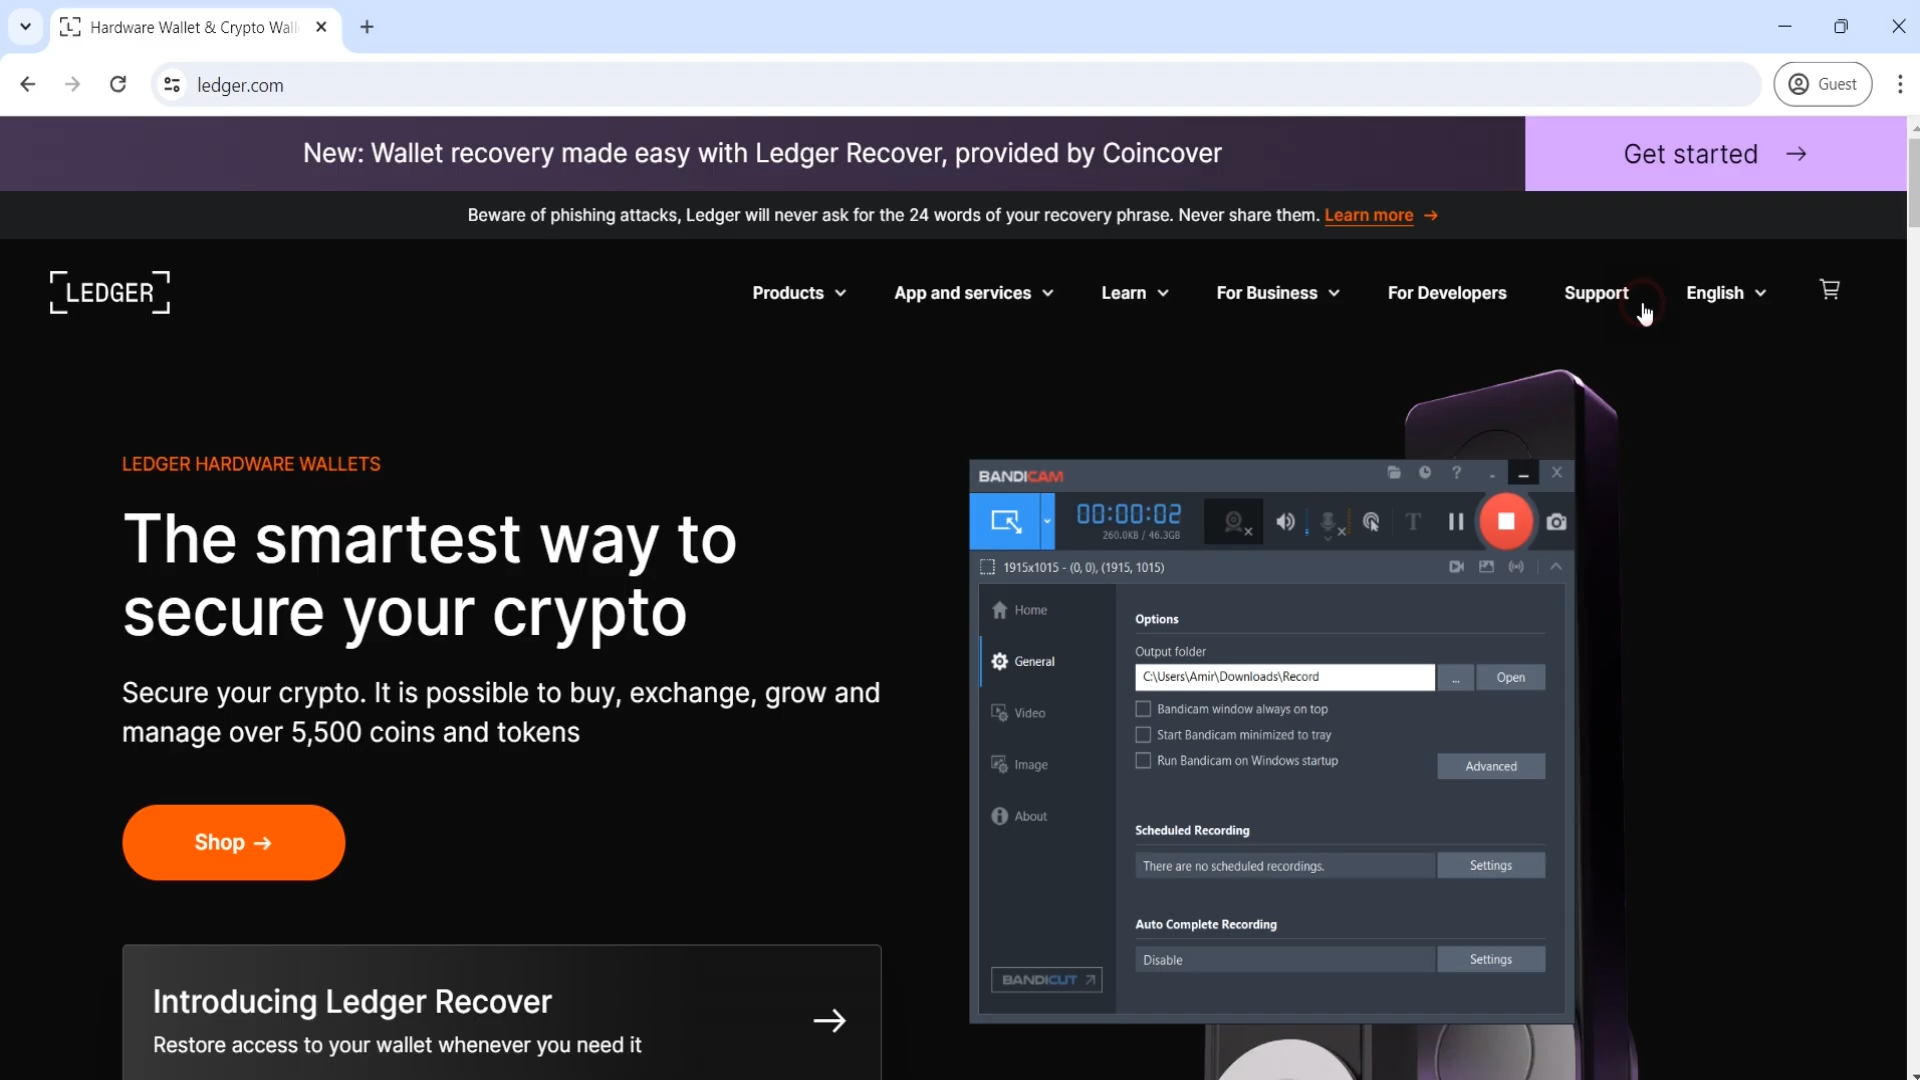 Hardware Wallet & Crypto Wall
ledger.com
Guest
New: Wallet recovery made easy with Ledger Recover, provided by Coincover
Get started →
Beware of phishing attacks, Ledger will never ask for the 24 words of your recovery phrase. Never share them. Learn more →
LEDGER
Products
App and services
Learn
For Business
For Developers
Support
English
LEDGER HARDWARE WALLETS
The smartest way to
secure your crypto
Secure your crypto. It is possible to buy, exchange, grow and
manage over 5,500 coins and tokens
Shop →
Introducing Ledger Recover
Restore access to your wallet whenever you need it
BANDICAM
00:00:02
260.0KB / 46.3GB
1915x1015 - (0, 0), (1915, 1015)
Home
General
Video
Image
About
BANDICUT
Options
Output folder
C:\Users\Amir\Downloads\Record
...
Open
Bandicam window always on top
Start Bandicam minimized to tray
Run Bandicam on Windows startup
Advanced
Scheduled Recording
There are no scheduled recordings.
Settings
Auto Complete Recording
Disable
Settings